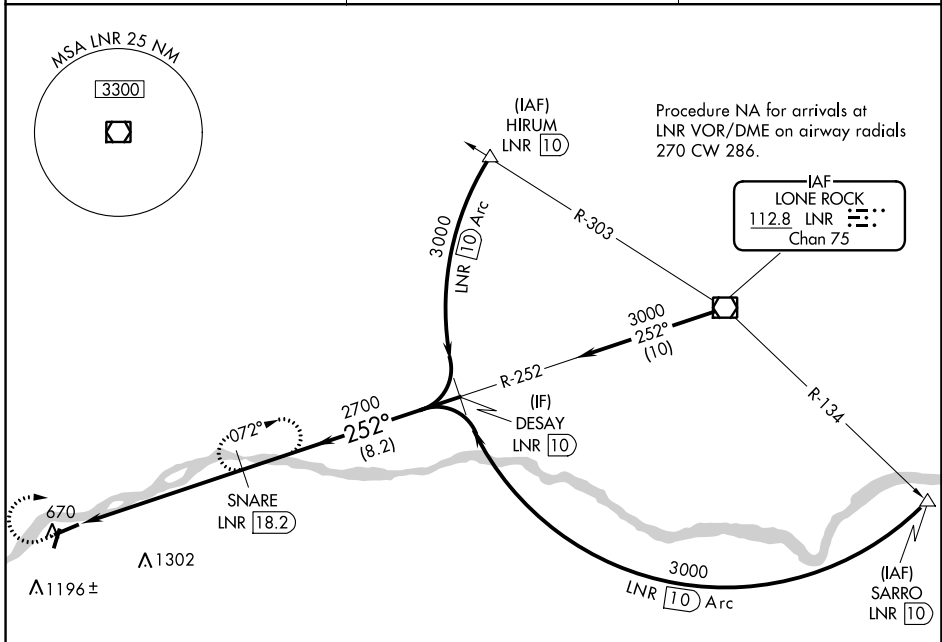 MSA LNR 25 NM
3300
(IAF)
HIRUM
LNR 10
Procedure NA for arrivals at
LNR VOR/DME on airway radials
270 CW 286.
IAF
LONE ROCK
112.8 LNR
Chan 75
3000
LNR 10 Arc
R-303
3000
252°
(10)
R-252
R-134
(IF)
DESAY
LNR 10
2700
252°
(8.2)
072°
SNARE
LNR 18.2
670
1302
1196 ±
3000
LNR 10 Arc
(IAF)
SARRO
LNR 10